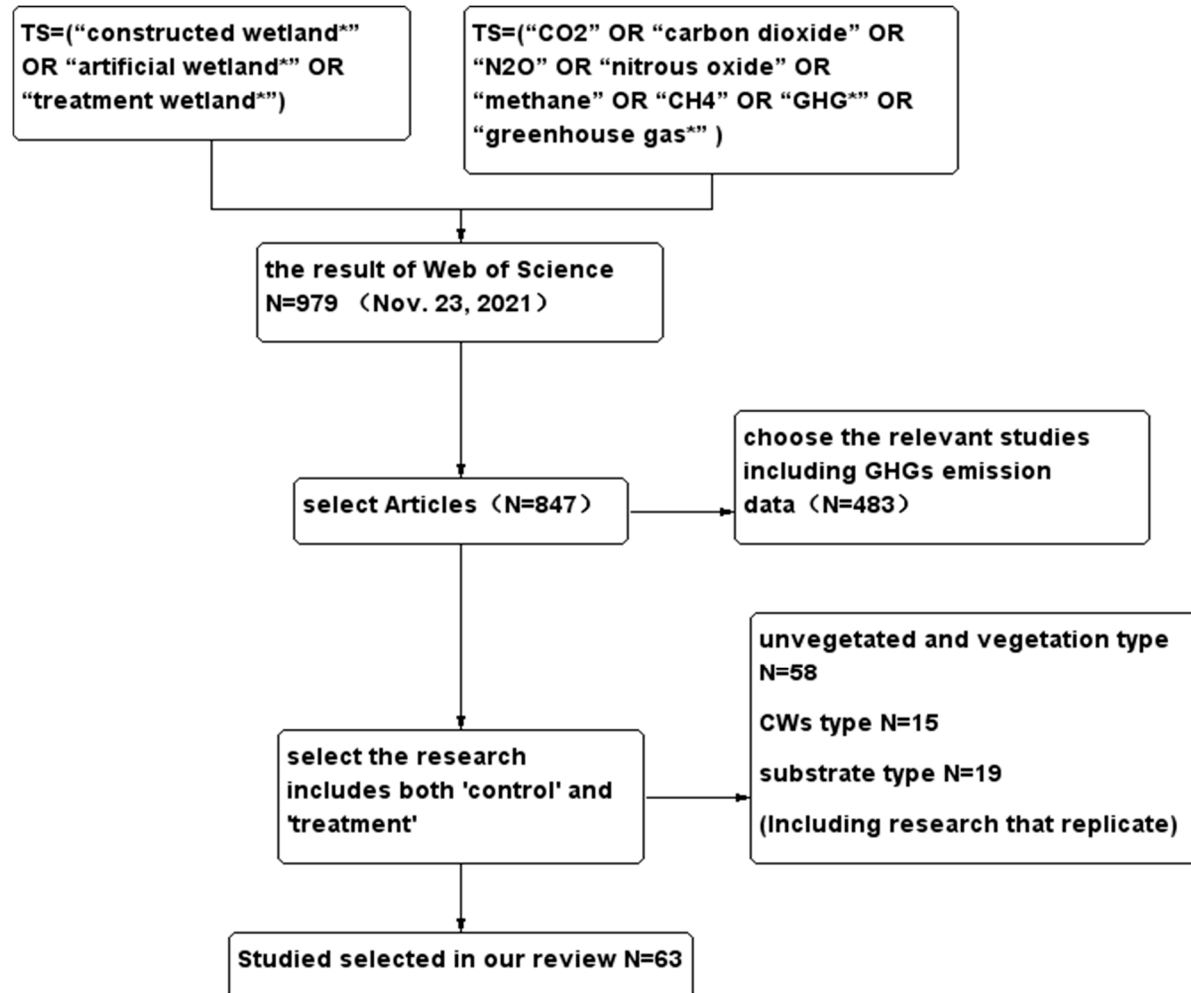 TS=(“constructed wetland*”
OR “artificial wetland*” OR
“treatment wetland*”)
TS=(“CO2” OR “carbon dioxide” OR
“N2O” OR “nitrous oxide” OR
“methane” OR “CH4” OR “GHG*” OR
“greenhouse gas*” )
the result of Web of Science
N=979 （Nov. 23, 2021）
select Articles（N=847）
choose the relevant studies
including GHGs emission
data（N=483）
select the research
includes both 'control' and
'treatment'
unvegetated and vegetation type
N=58
CWs type N=15
substrate type N=19
(Including research that replicate)
Studied selected in our review N=63